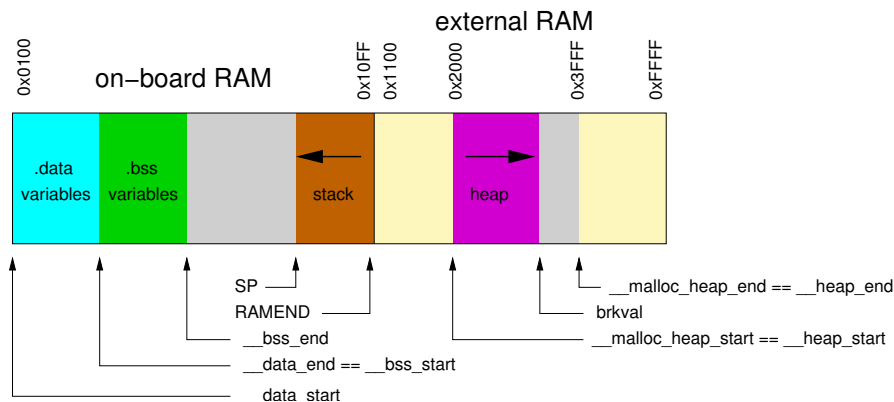 external RAM
on−board RAM
0x0100
0x10FF
0x1100
0x2000
0x3FFF
0xFFFF
.data
variables
.bss
variables
stack
heap
SP
RAMEND
__bss_end
__data_end == __bss_start
__data_start
__malloc_heap_end == __heap_end
brkval
__malloc_heap_start == __heap_start